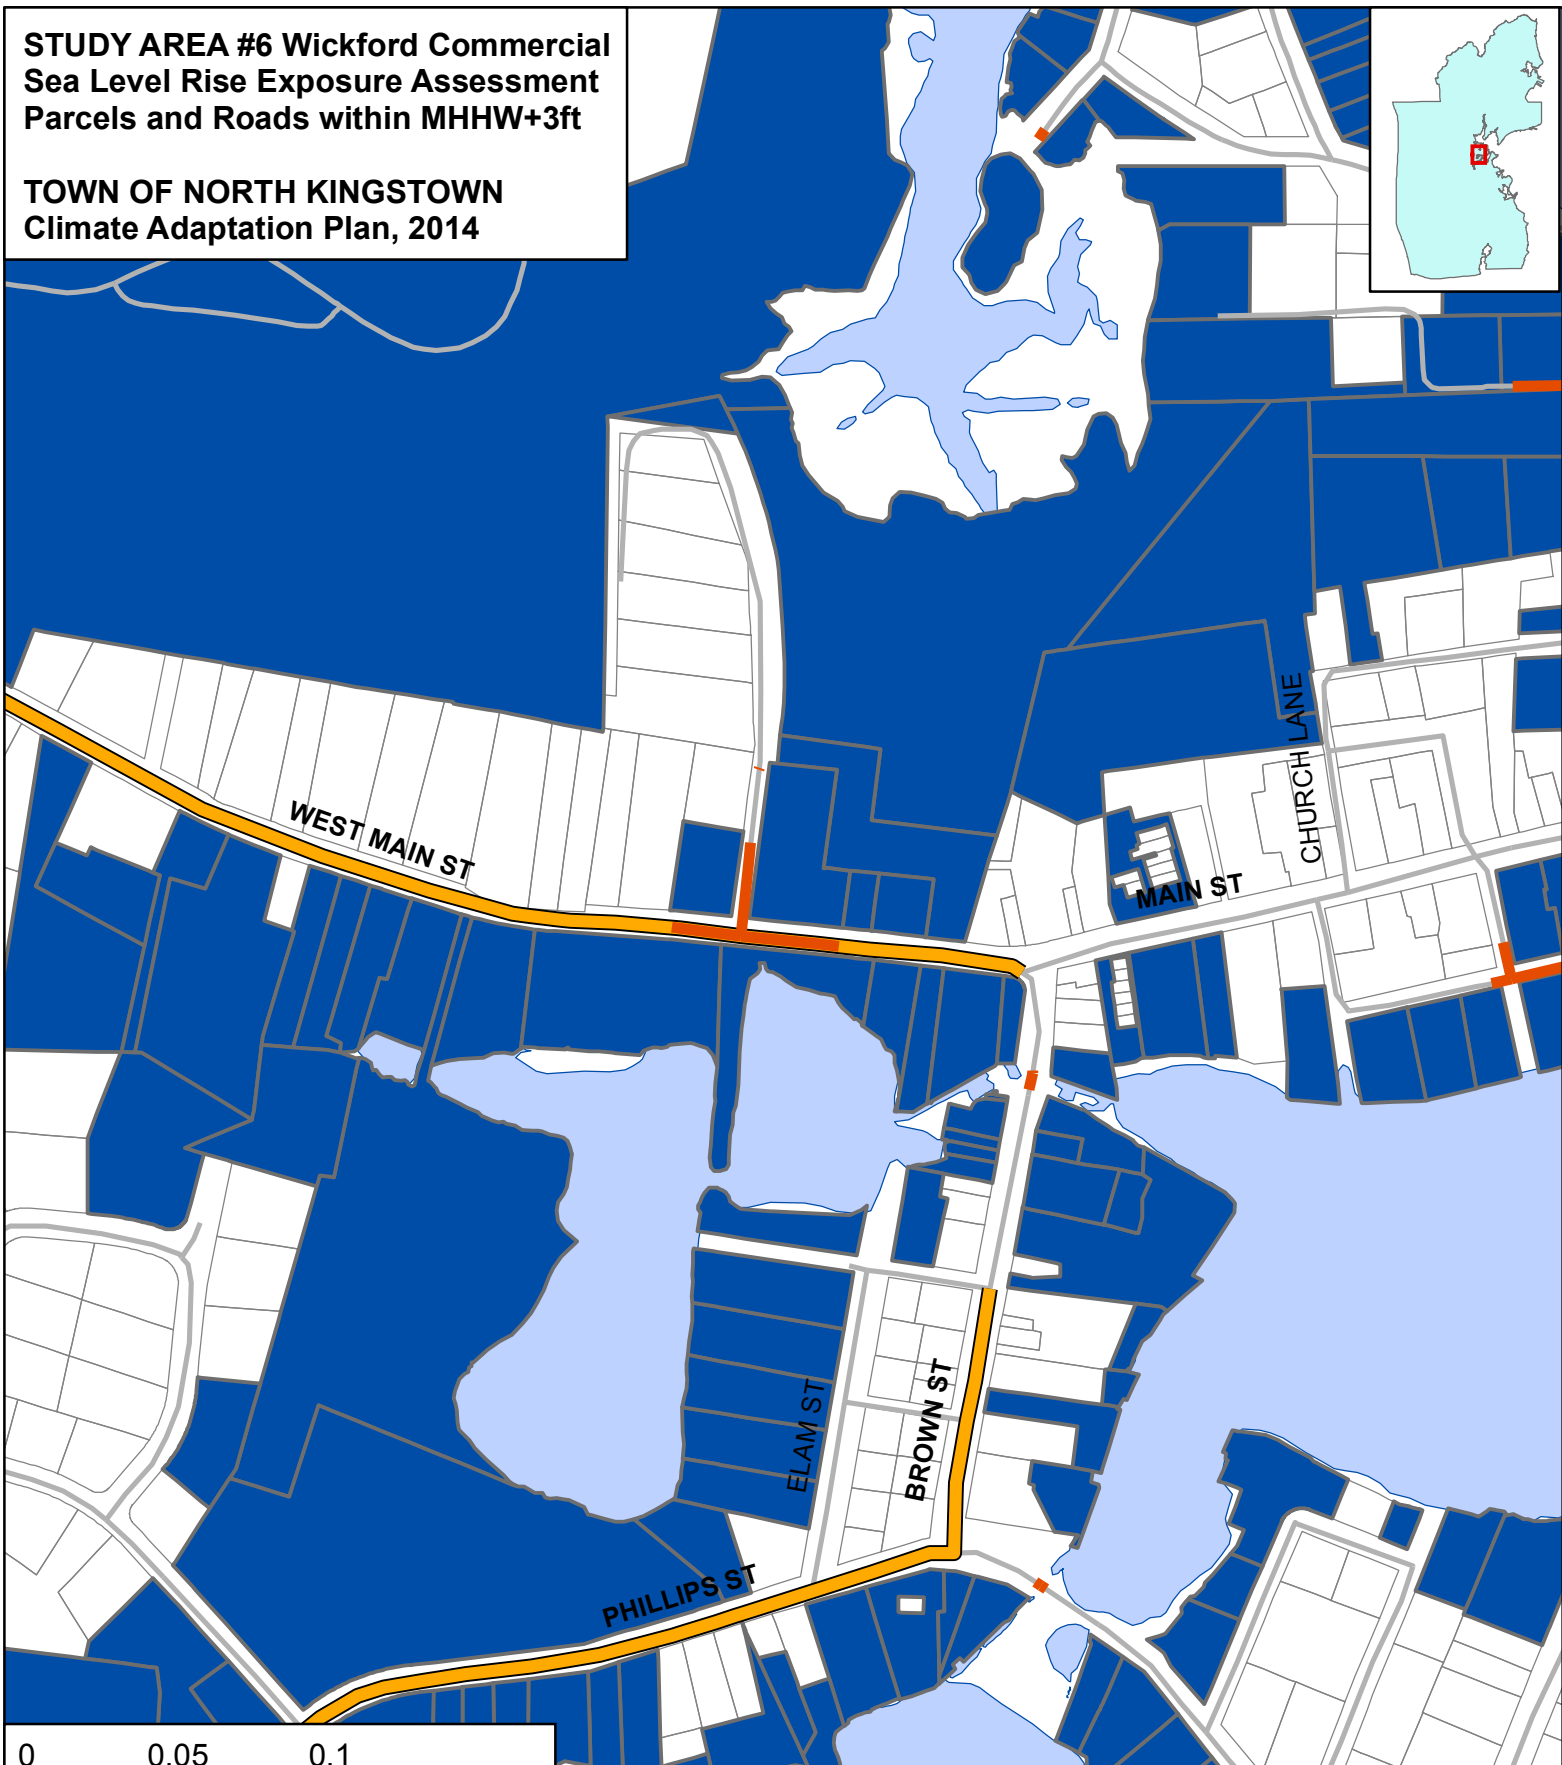 STUDY AREA #6 Wickford Commercial
Sea Level Rise Exposure Assessment
Parcels and Roads within MHHW+3ft
TOWN OF NORTH KINGSTOWN
Climate Adaptation Plan, 2014
CHURCH LANE
WEST MAIN ST
MAIN ST
ELAM ST
BROWN ST
PHILLIPS ST
0 0.05 0.1